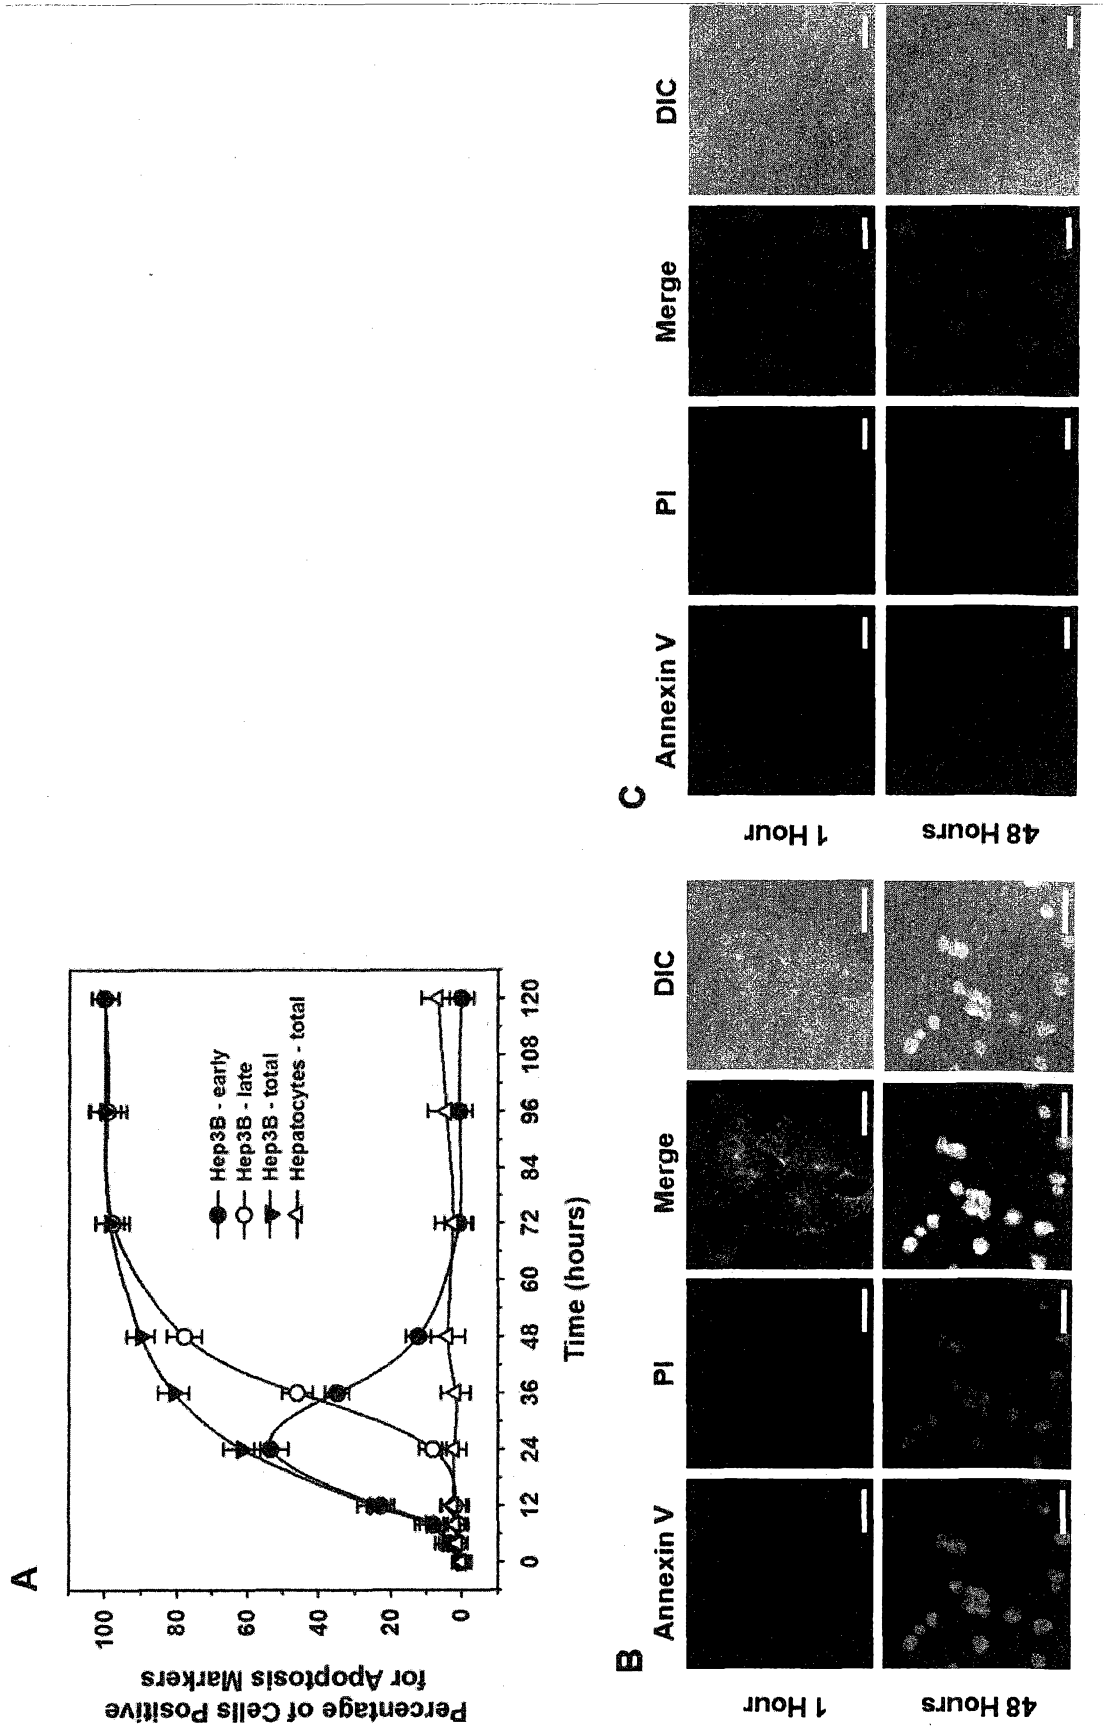 A
Percentage of Cells Positive
for Apoptosis Markers
100
80
60
40
20
0
Hep3B - early
Hep3B - late
Hep3B - total
Hepatocytes - total
0 12 24 36 48 60 72 84 96 108 120
Time (hours)
B
Annexin V PI Merge DIC
1 Hour
48 Hours
C
Annexin V PI Merge DIC
1 Hour
48 Hours